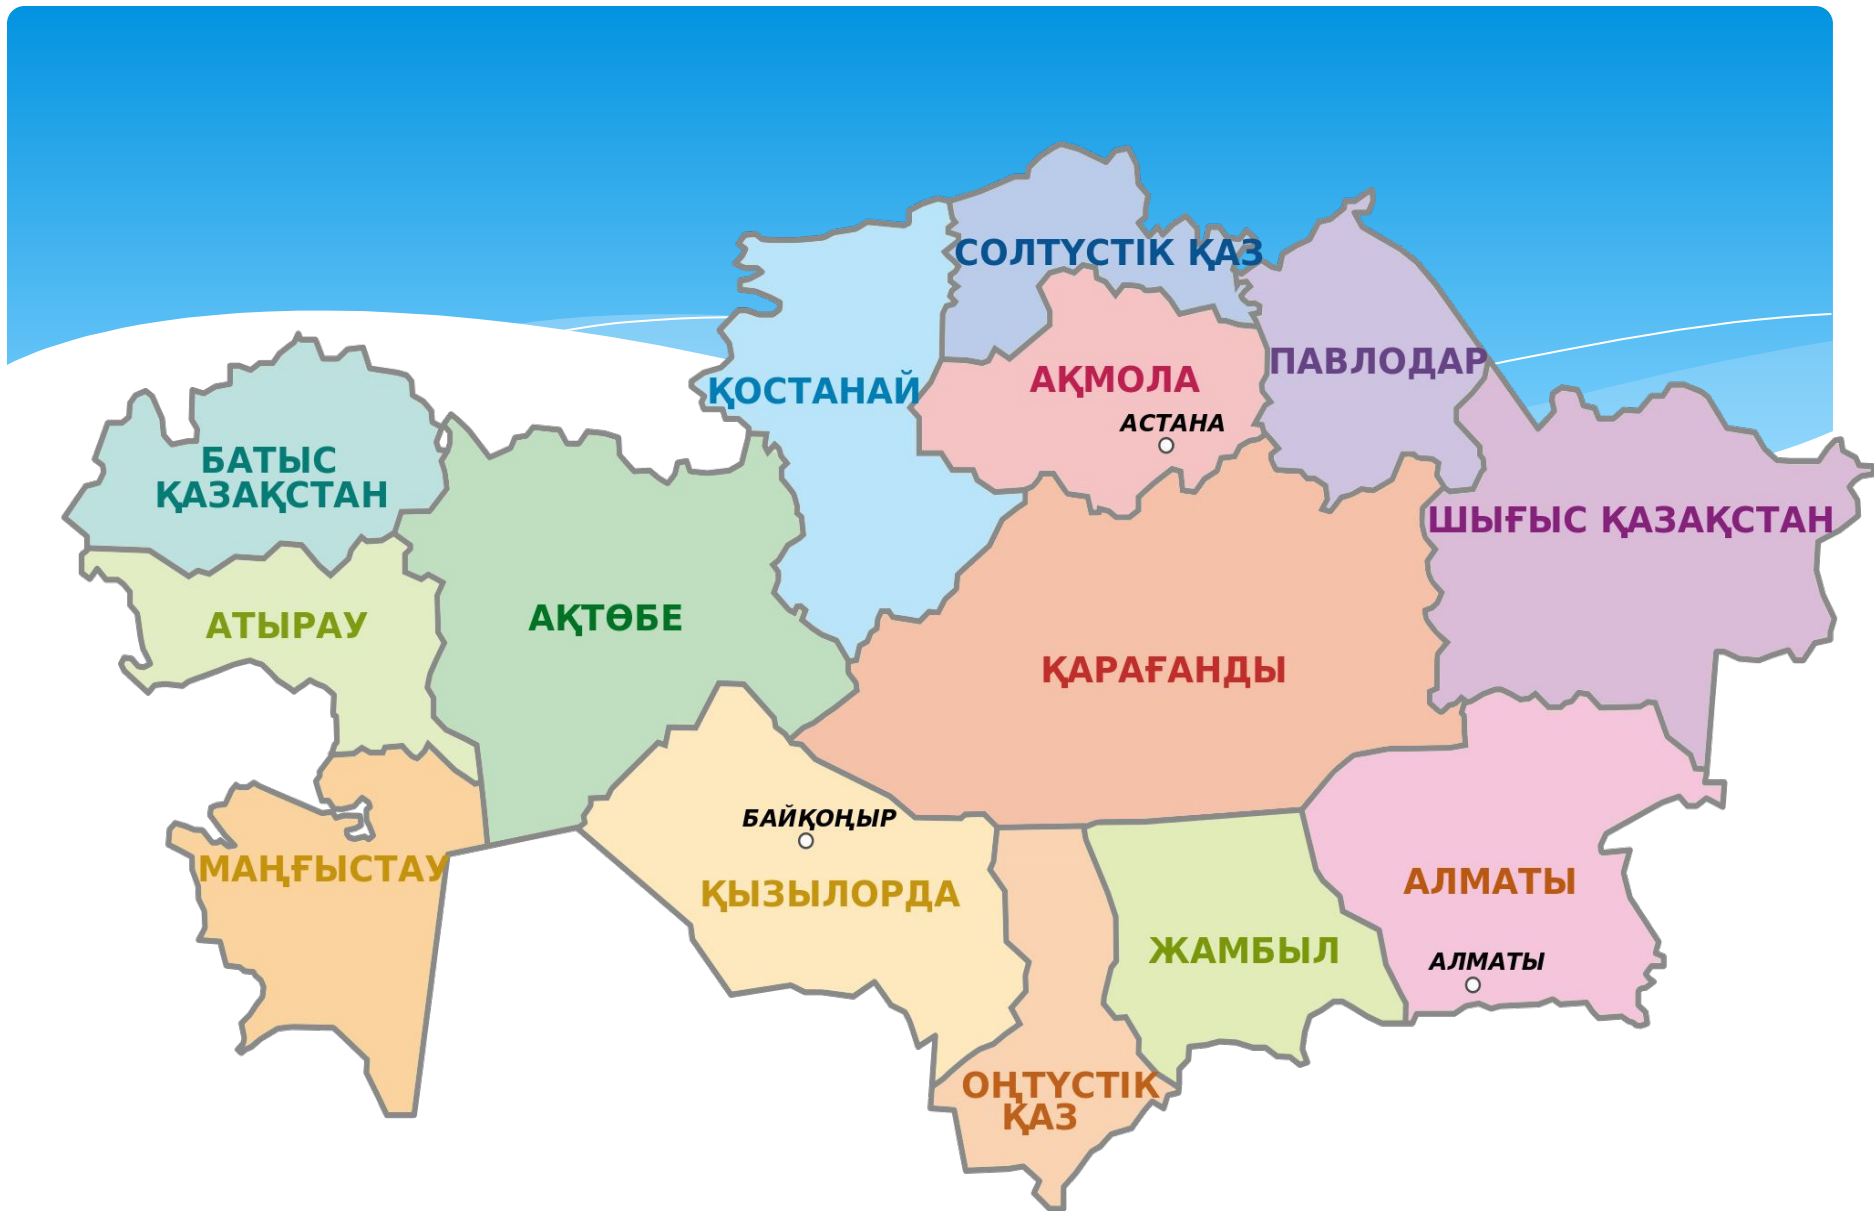 СОЛТҮСТІК ҚАЗ
ПАВЛОДАР
ҚОСТАНАЙ
АҚМОЛА
АСТАНА
БАТЫС
ҚАЗАҚСТАН
ШЫҒЫС ҚАЗАҚСТАН
АТЫРАУ
АҚТӨБЕ
ҚАРАҒАНДЫ
БАЙҚОҢЫР
МАҢҒЫСТАУ
ҚЫЗЫЛОРДА
АЛМАТЫ
ЖАМБЫЛ
АЛМАТЫ
ОҢТҮСТІК
ҚАЗ